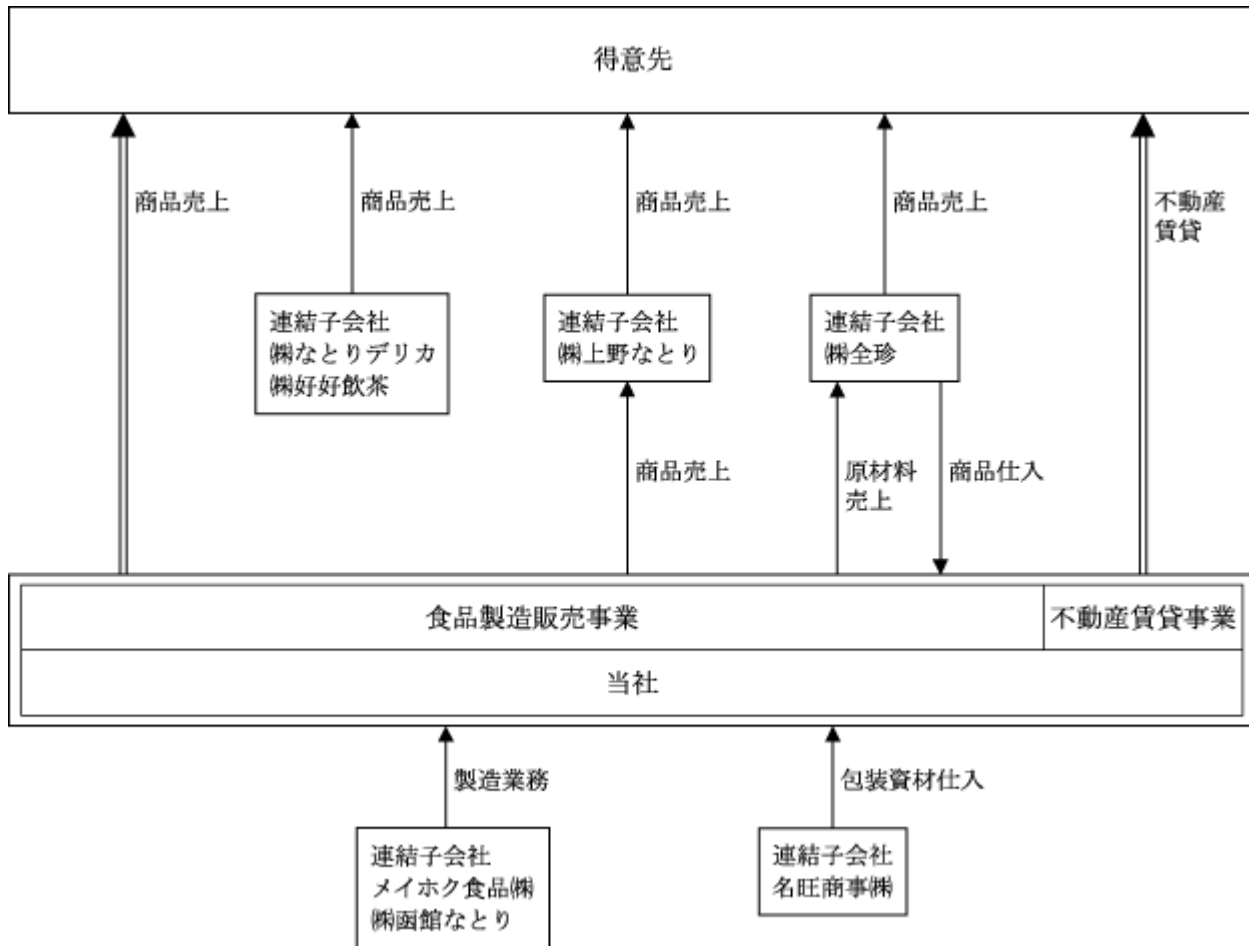 得意先
商品売上
商品売上
商品売上
商品売上
不動産
賃貸
連結子会社
㈱なとりデリカ
㈱好好飲茶
連結子会社
㈱上野なとり
連結子会社
㈱全珍
商品売上
原材料
売上
商品仕入
食品製造販売事業
不動産賃貸事業
当社
製造業務
包装資材仕入
連結子会社
メイホク食品㈱
㈱函館なとり
連結子会社
名旺商事㈱